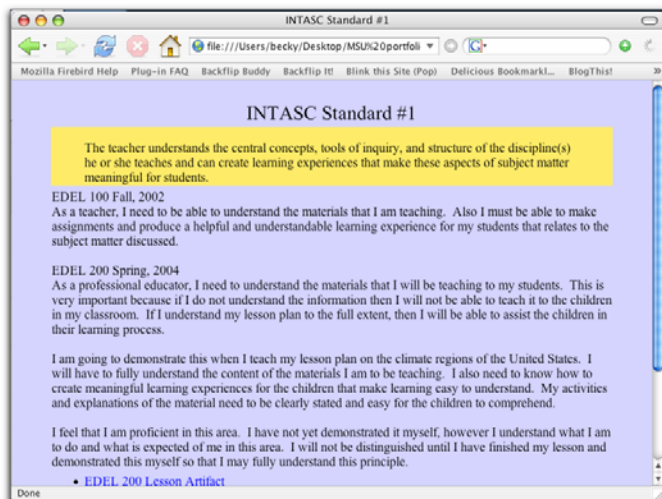 INTASC Standard #1
file:///Users/becky/Desktop/MSU%20portfoli
G
Mozilla Firebird Help Plug-in FAQ Backflip Buddy Backflip It! Blink this Site (Pop) Delicious Bookmarkl... BlogThis!
INTASC Standard #1
The teacher understands the central concepts, tools of inquiry, and structure of the discipline(s)
he or she teaches and can create learning experiences that make these aspects of subject matter
meaningful for students.
EDEL 100 Fall, 2002
As a teacher, I need to be able to understand the materials that I am teaching. Also I must be able to make
assignments and produce a helpful and understandable learning experience for my students that relates to the
subject matter discussed.
EDEL 200 Spring, 2004
As a professional educator, I need to understand the materials that I will be teaching to my students. This is
very important because if I do not understand the information then I will not be able to teach it to the children
in my classroom. If I understand my lesson plan to the full extent, then I will be able to assist the children in
their learning process.
I am going to demonstrate this when I teach my lesson plan on the climate regions of the United States. I
will have to fully understand the content of the materials I am to be teaching. I also need to know how to
create meaningful learning experiences for the children that make learning easy to understand. My activities
and explanations of the material need to be clearly stated and easy for the children to comprehend.
I feel that I am proficient in this area. I have not yet demonstrated it myself, however I understand what I am
to do and what is expected of me in this area. I will not be distinguished until I have finished my lesson and
demonstrated this myself so that I may fully understand this principle.
• EDEL 200 Lesson Artifact
Done